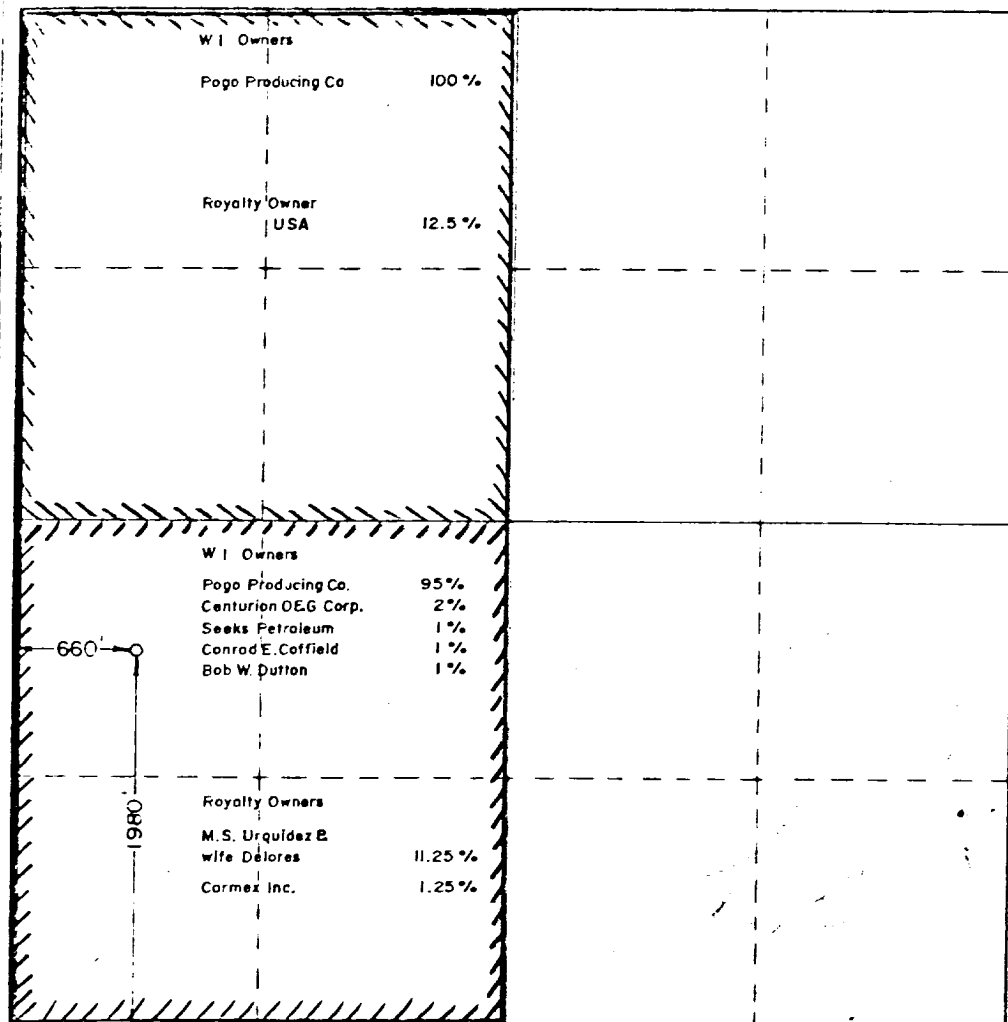 W I Owners
Pogo Producing Co 100 %
Royalty Owner
USA 12.5 %
W I Owners
Pogo Producing Co. 95 %
Centurion O&G Corp. 2 %
Seeks Petroleum 1 %
Conrad E. Coffield 1 %
Bob W. Dutton 1 %
660'
1980'
Royalty Owners
M.S. Urquidez &
wife Delores 11.25 %
Carmex Inc. 1.25 %